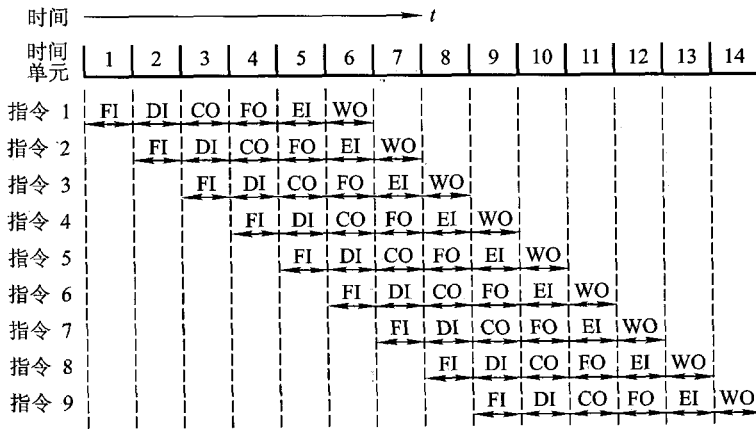 时间 t
时间单元 1 2 3 4 5 6 7 8 9 10 11 12 13 14
指令 1 FI DI CO FO EI WO
指令 2 FI DI CO FO EI WO
指令 3 FI DI CO FO EI WO
指令 4 FI DI CO FO EI WO
指令 5 FI DI CO FO EI WO
指令 6 FI DI CO FO EI WO
指令 7 FI DI CO FO EI WO
指令 8 FI DI CO FO EI WO
指令 9 FI DI CO FO EI WO